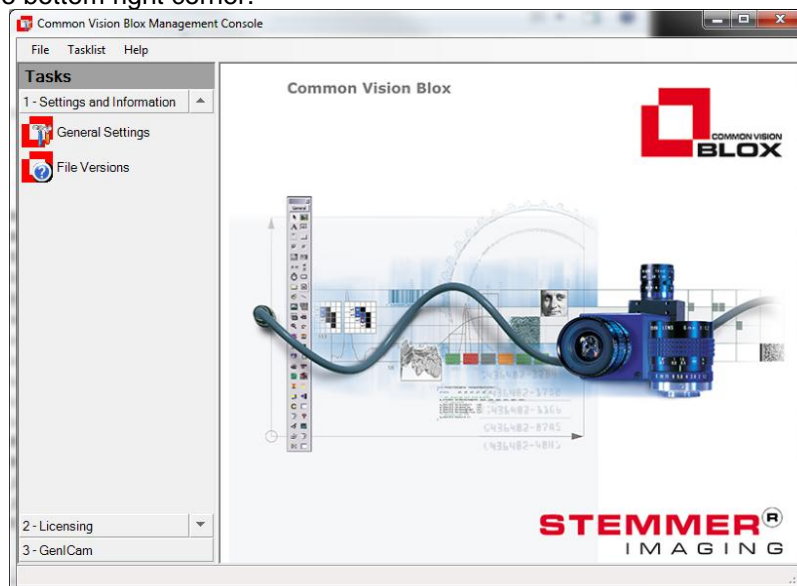 bottom right corner.
Common Vision Blox Management Console
File Tasklist Help
Tasks
1 - Settings and Information
General Settings
File Versions
2 - Licensing
3 - GenICam
Common Vision Blox
COMMON VISION
BLOX
General
STEMMER®
IMAGING